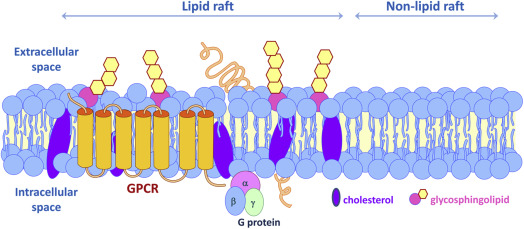 Lipid raft
Non-lipid raft
Extracellular
space
Intracellular
space
GPCR
α
β
γ
G protein
cholesterol
glycosphingolipid